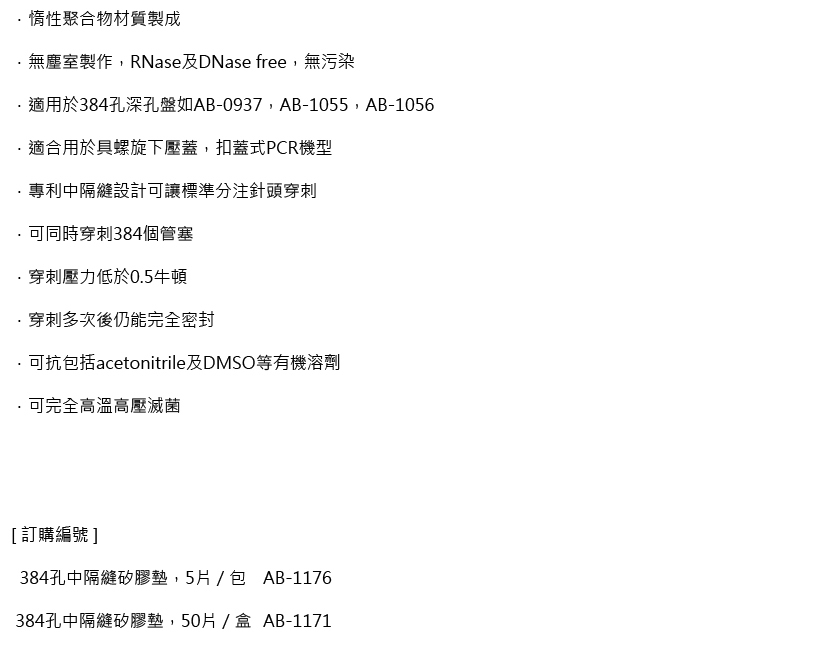 · 惰性聚合物材質製成
· 無塵室製作，RNase及DNase free，無污染
· 適用於384孔深孔盤如AB-0937，AB-1055，AB-1056
· 適合用於具螺旋下壓蓋，扣蓋式PCR機型
· 專利中隔縫設計可讓標準分注針頭穿刺
· 可同時穿刺384個管塞
· 穿刺壓力低於0.5牛頓
· 穿刺多次後仍能完全密封
· 可抗包括acetonitrile及DMSO等有機溶劑
· 可完全高溫高壓滅菌
[ 訂購編號 ]
384孔中隔縫矽膠墊，5片 / 包 AB-1176
384孔中隔縫矽膠墊，50片 / 盒 AB-1171